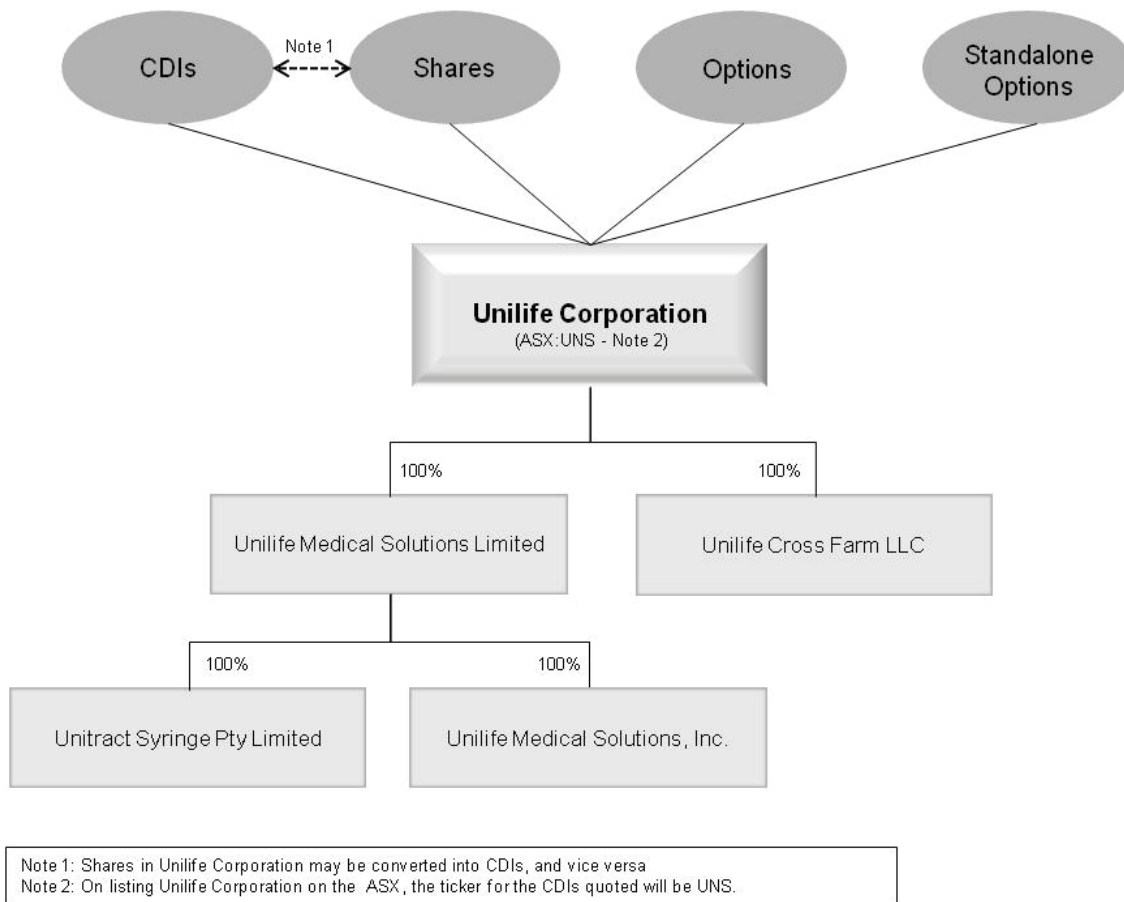 CDIs
Note 1
Shares
Options
Standalone
Options
Unilife Corporation
(ASX:UNS - Note 2)
100%
100%
Unilife Medical Solutions Limited
Unilife Cross Farm LLC
100%
100%
Unitract Syringe Pty Limited
Unilife Medical Solutions, Inc.
Note 1: Shares in Unilife Corporation may be converted into CDIs, and vice versa
Note 2: On listing Unilife Corporation on the ASX, the ticker for the CDIs quoted will be UNS.